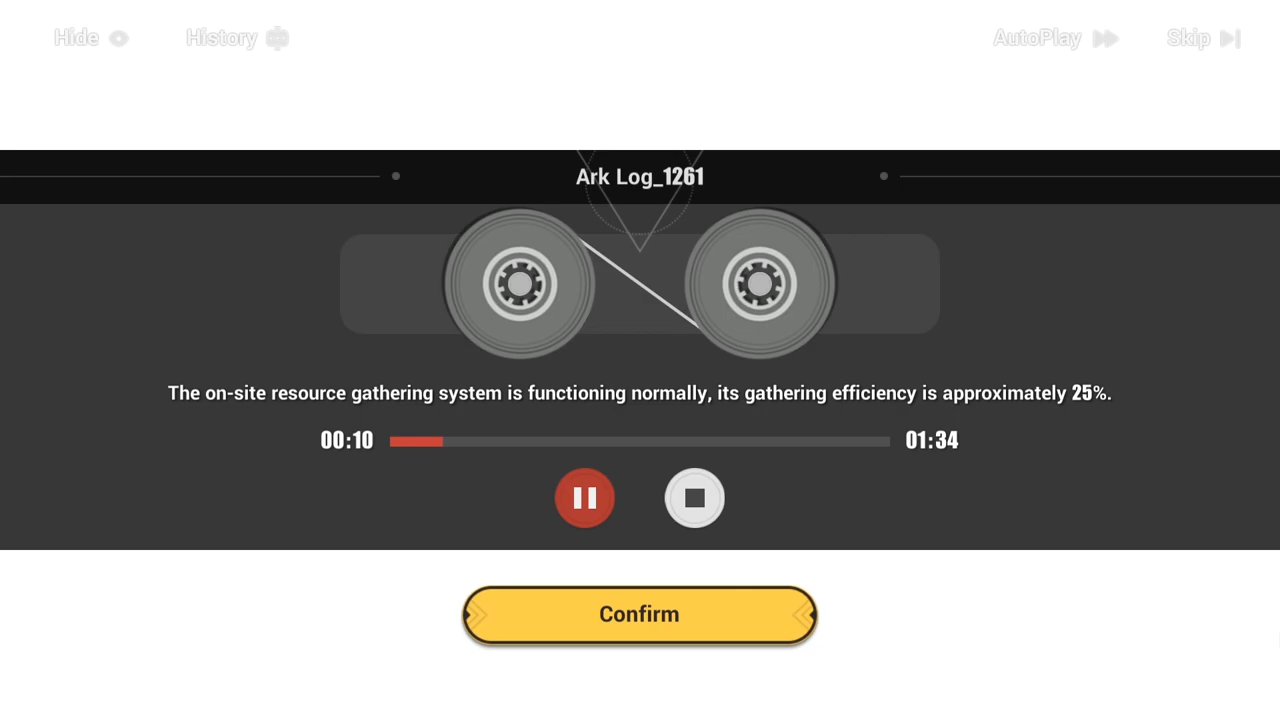 Hide
History
AutoPlay
Skip
Ark Log_1261
The on-site resource gathering system is functioning normally, its gathering efficiency is approximately 25%.
00:10
01:34
Confirm